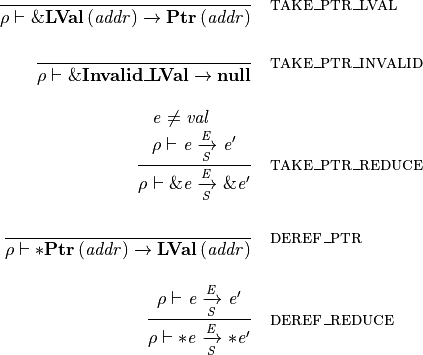 ρ ⊢ &LVal (addr) → Ptr (addr) TAKE_PTR_LVAL
ρ ⊢ &Invalid_LVal → null TAKE_PTR_INVALID
e ≠ val
ρ ⊢ e E→S e′
ρ ⊢ &e E→S &e′ TAKE_PTR_REDUCE
ρ ⊢ ∗Ptr (addr) → LVal (addr) DEREF_PTR
ρ ⊢ e E→S e′
ρ ⊢ ∗e E→S ∗e′ DEREF_REDUCE